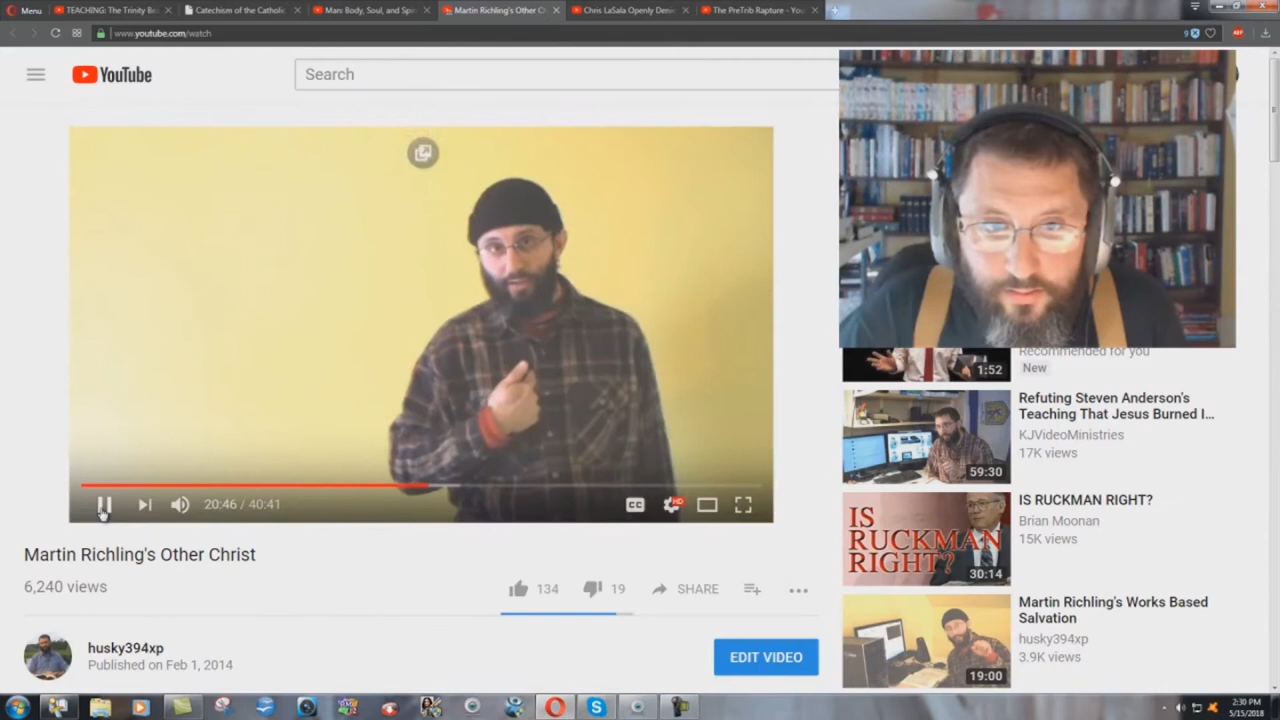 Menu
TEACHING: The Trinity Be
Catechism of the Catholi
Man: Body, Soul, and Spi
Martin Richling's Other C
Chris LaSala Openly Deni
The PreTrib Rapture - You
www.youtube.com/watch
9
ABP
YouTube
Search
20:46 / 40:41
CC
HD
Martin Richling's Other Christ
6,240 views
134
19
SHARE
husky394xp
Published on Feb 1, 2014
EDIT VIDEO
Recommended for you
New
1:52
Refuting Steven Anderson's
Teaching That Jesus Burned I...
KJVideoMinistries
17K views
59:30
IS RUCKMAN RIGHT?
Brian Moonan
15K views
IS
RUCKMAN
RIGHT?
30:14
Martin Richling's Works Based
Salvation
husky394xp
3.9K views
19:00
2:30 PM
5/15/2018